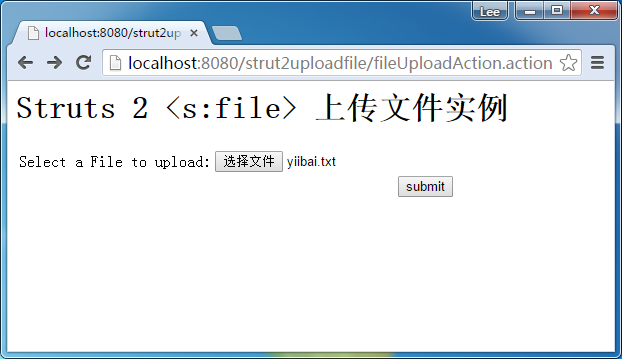 Lee
localhost:8080/strut2up
localhost:8080/strut2uploadfile/fileUploadAction.action
Struts 2 <s:file> 上传文件实例
Select a File to upload: 选择文件 yiibai.txt
submit